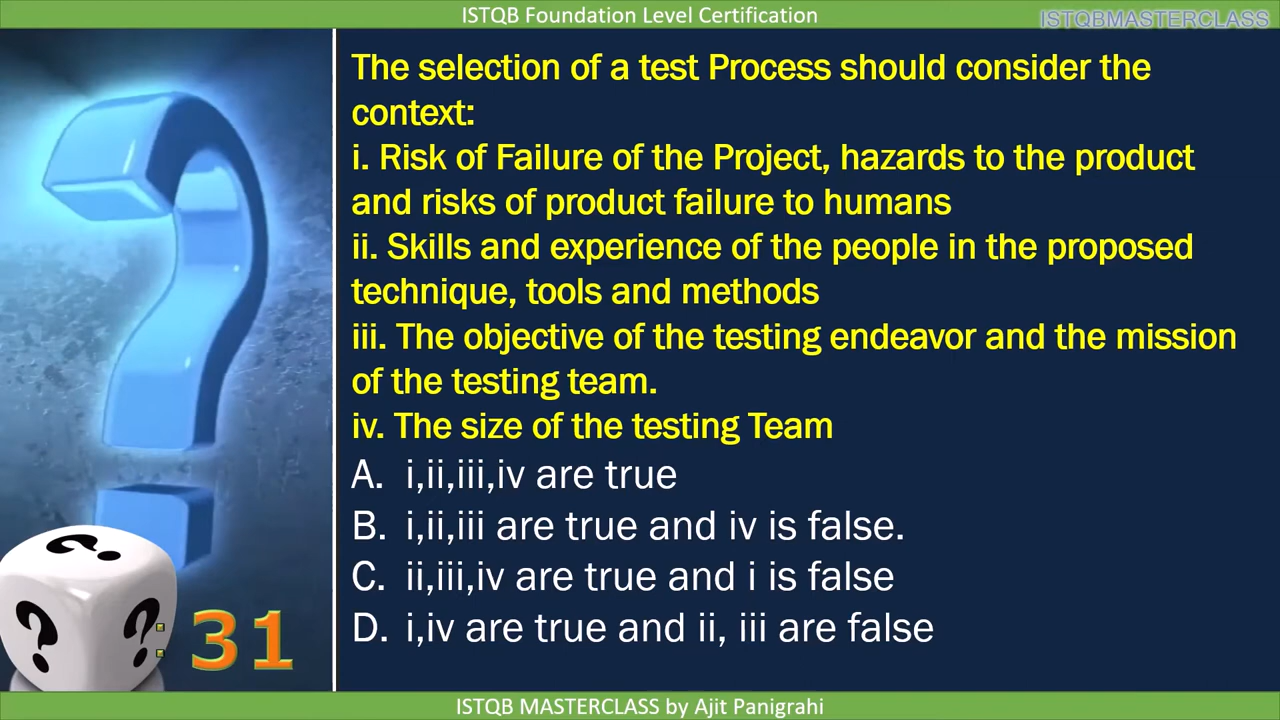 ISTQB Foundation Level Certification
ISTQBMASTERCLASS
The selection of a test Process should consider the
context:
i. Risk of Failure of the Project, hazards to the product
and risks of product failure to humans
ii. Skills and experience of the people in the proposed
technique, tools and methods
iii. The objective of the testing endeavor and the mission
of the testing team.
iv. The size of the testing Team
A. i,ii,iii,iv are true
B. i,ii,iii are true and iv is false.
C. ii,iii,iv are true and i is false
D. i,iv are true and ii, iii are false
? ? ?
: 31
ISTQB MASTERCLASS by Ajit Panigrahi